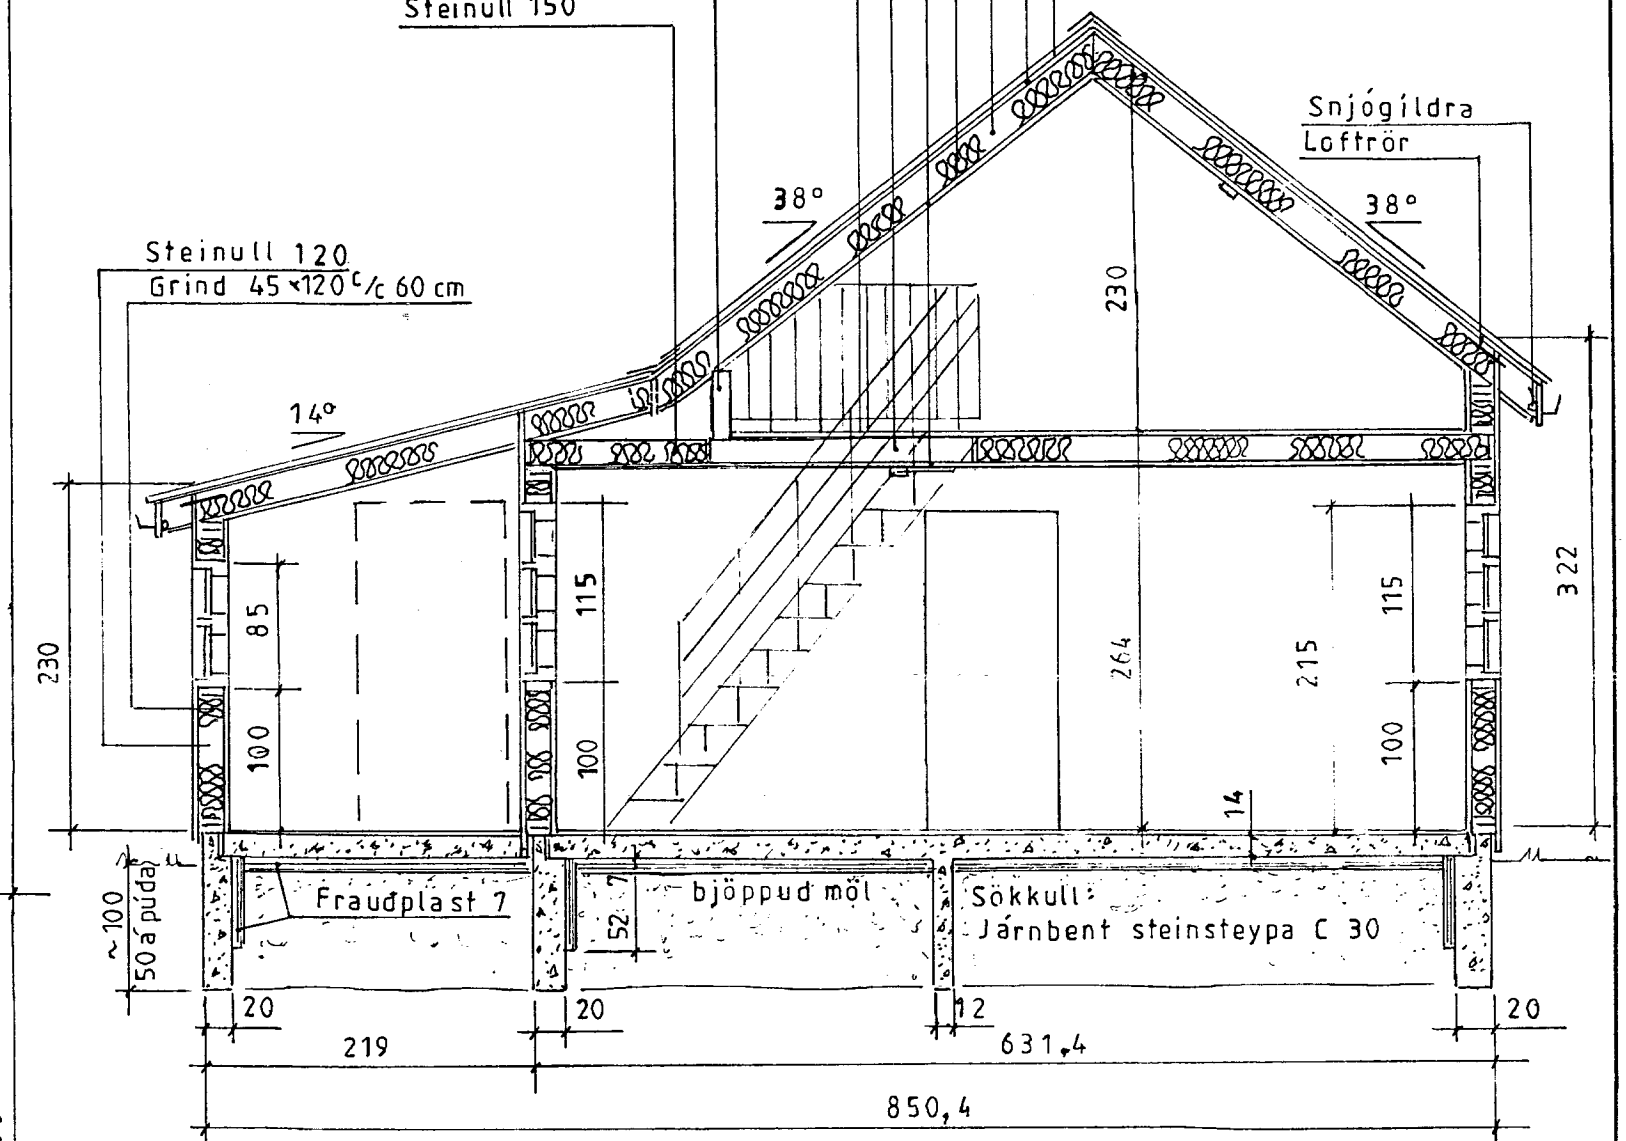 Steinull 150
Snjógildra
Loftrör
38°
38°
Steinull 120
Grind 45×120 c/c 60 cm
230
14°
85
115
115
322
230
264
215
100
100
100
14
~100
50 á púða
Frauðplast 7
7
52
þjöppuð möl
Sökkull:
Járnbent steinsteypa C 30
20
20
12
20
219
631,4
850,4